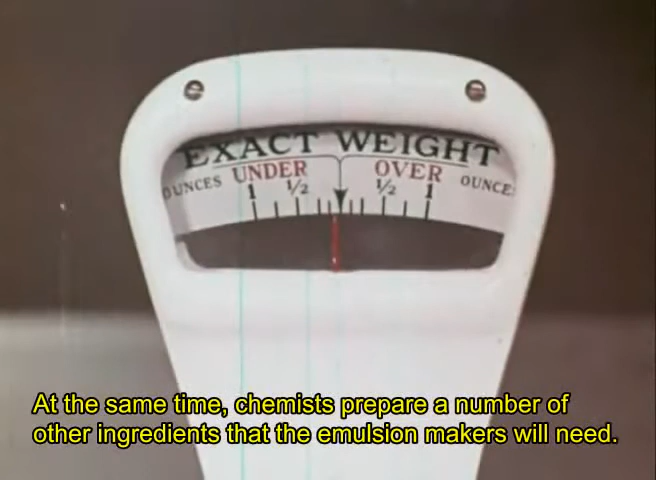 EXACT WEIGHT
OUNCES UNDER OVER OUNCE
1 ½ ½ 1
At the same time, chemists prepare a number of
other ingredients that the emulsion makers will need.